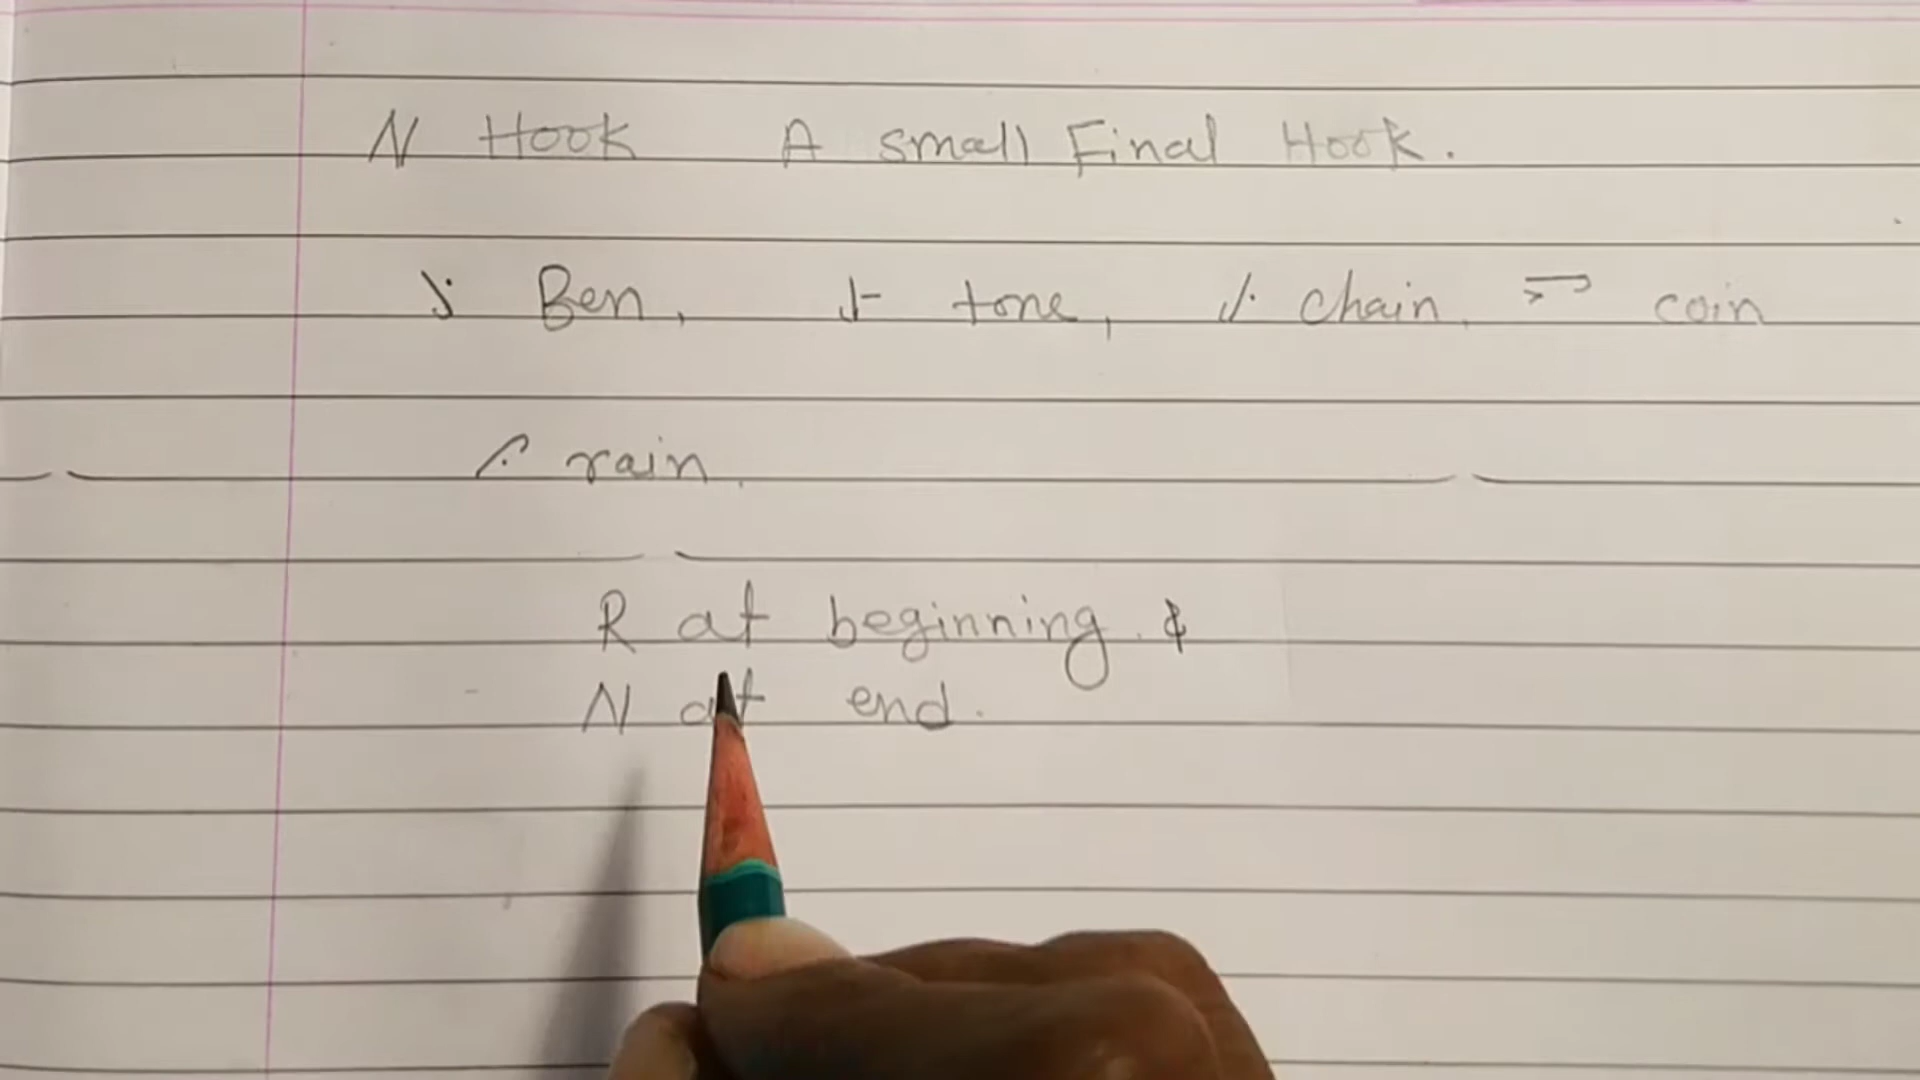 N Hook A small Final Hook.
Ben, tone, chain, coin
rain.
R at beginning &
N at end.